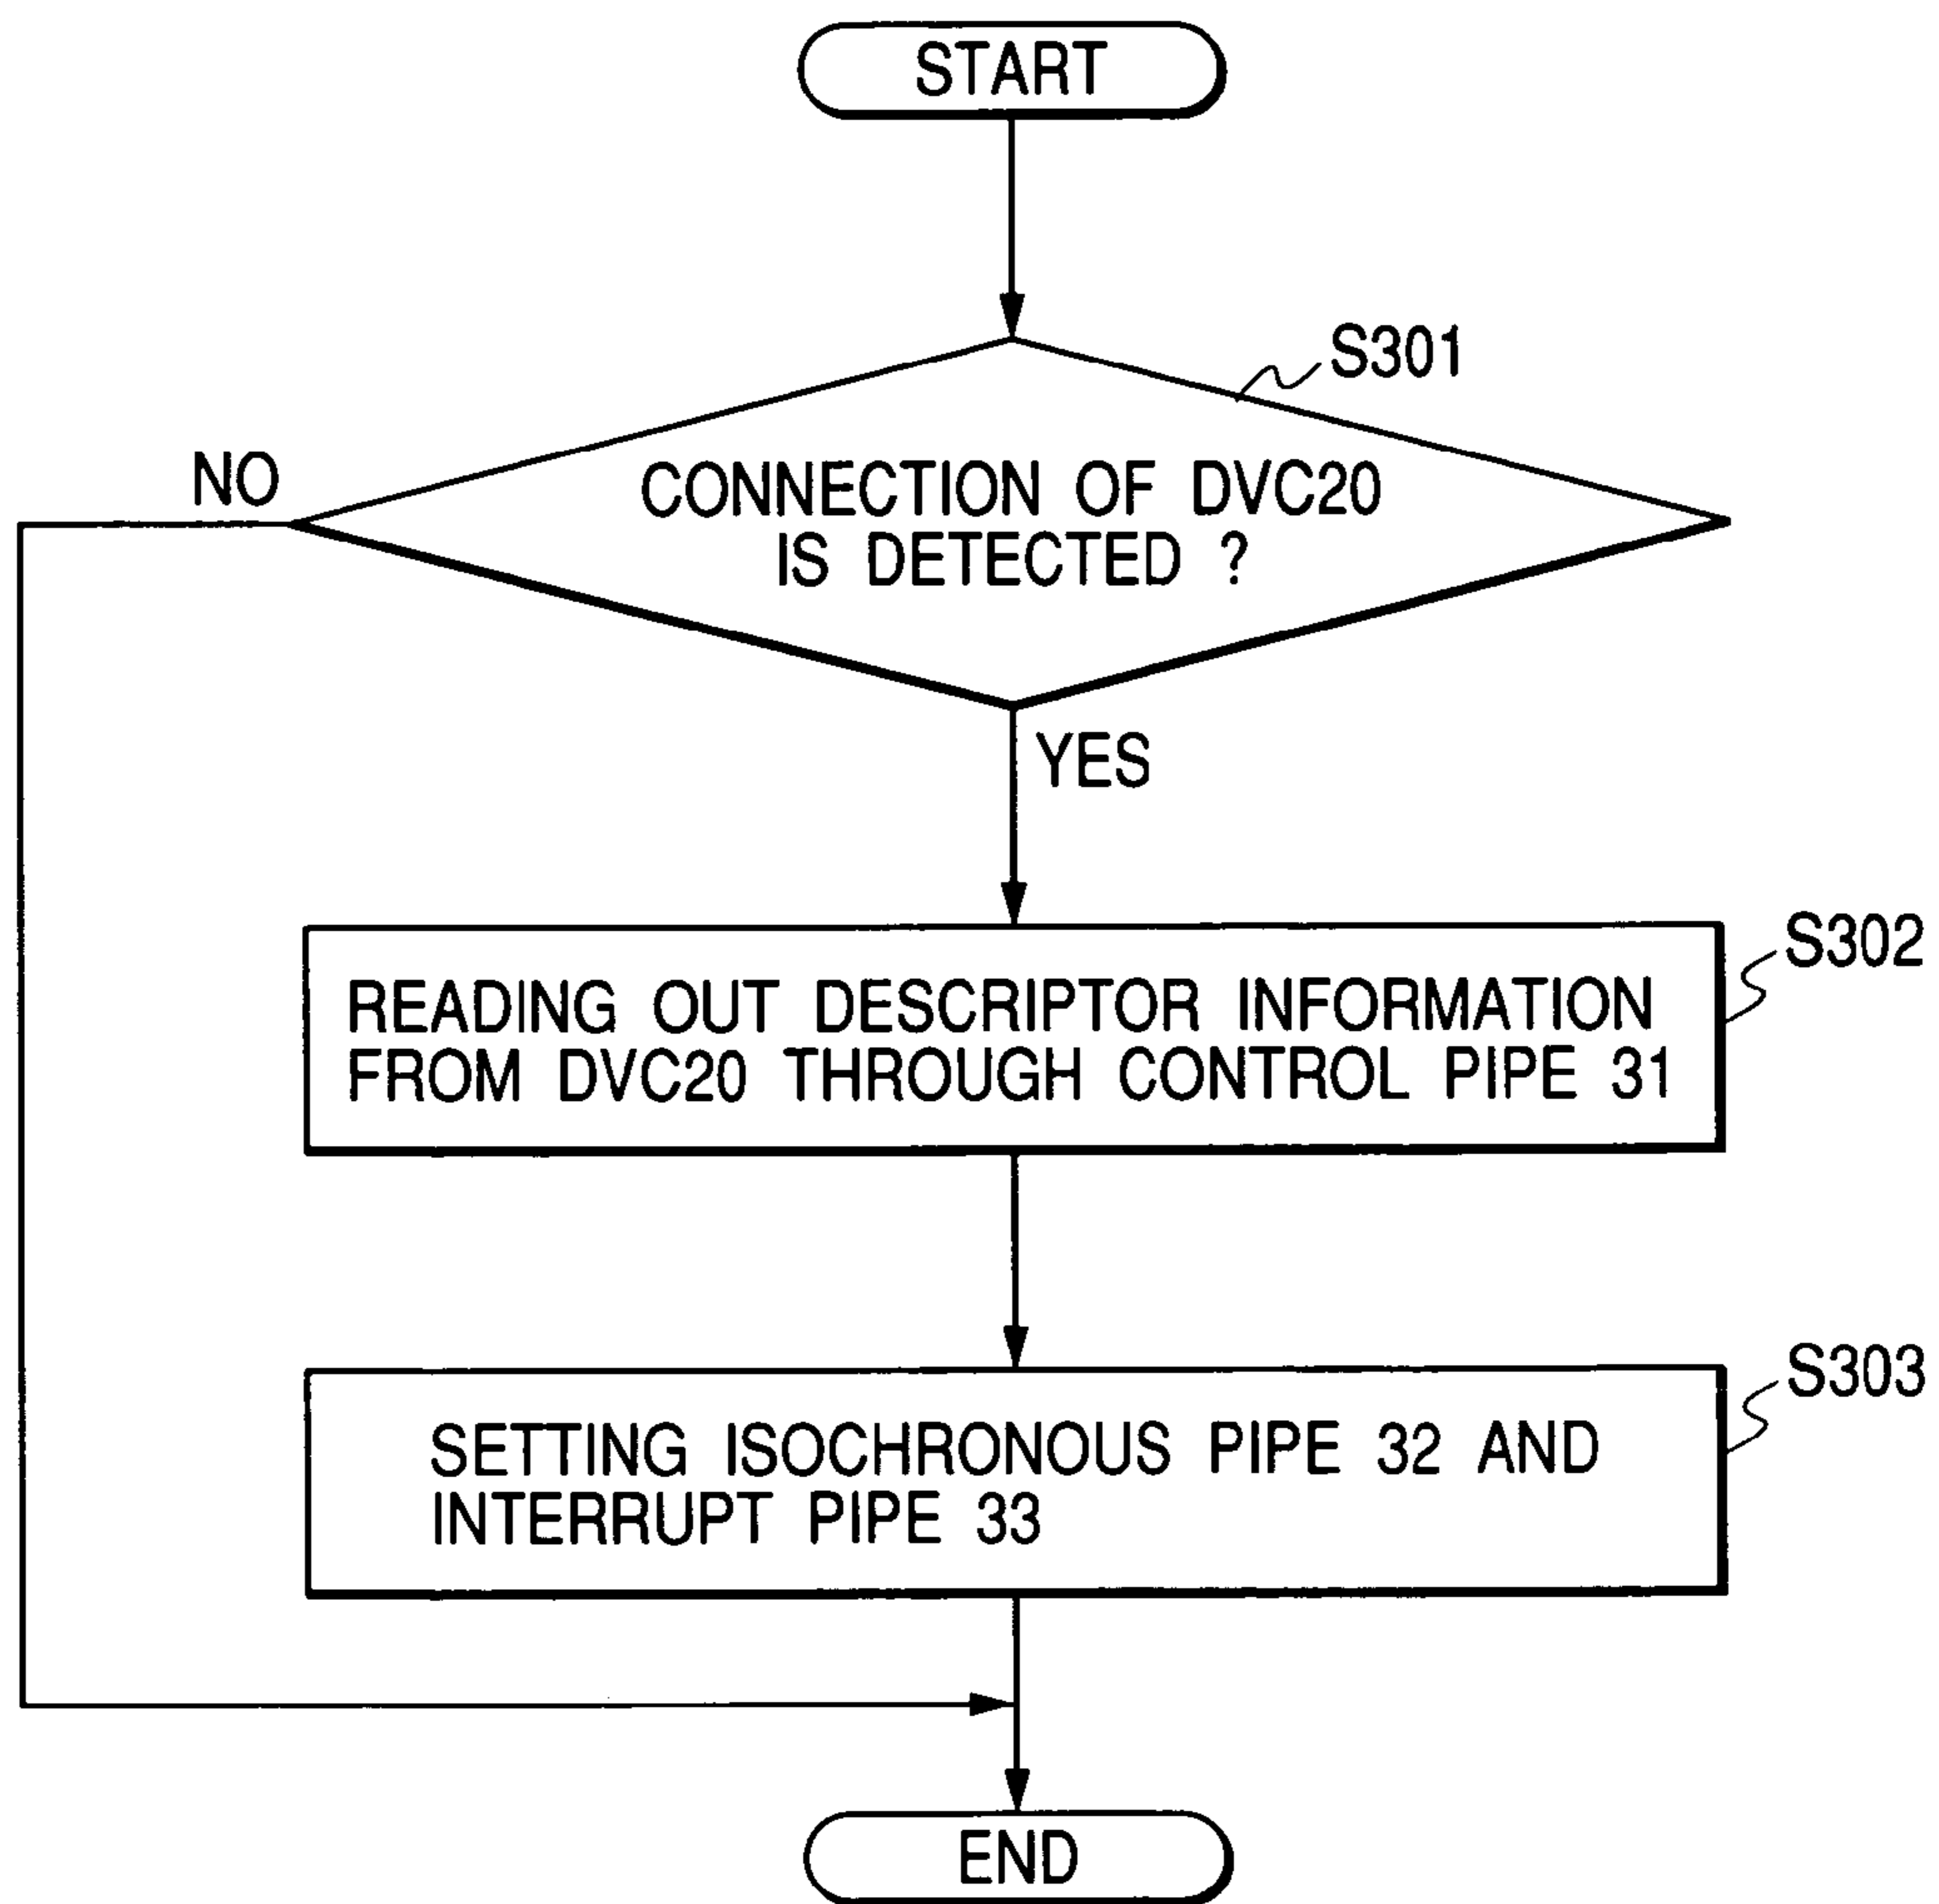 START
S301
NO
CONNECTION OF DVC20
IS DETECTED ?
YES
S302
READING OUT DESCRIPTOR INFORMATION
FROM DVC20 THROUGH CONTROL PIPE 31
S303
SETTING ISOCHRONOUS PIPE 32 AND
INTERRUPT PIPE 33
END